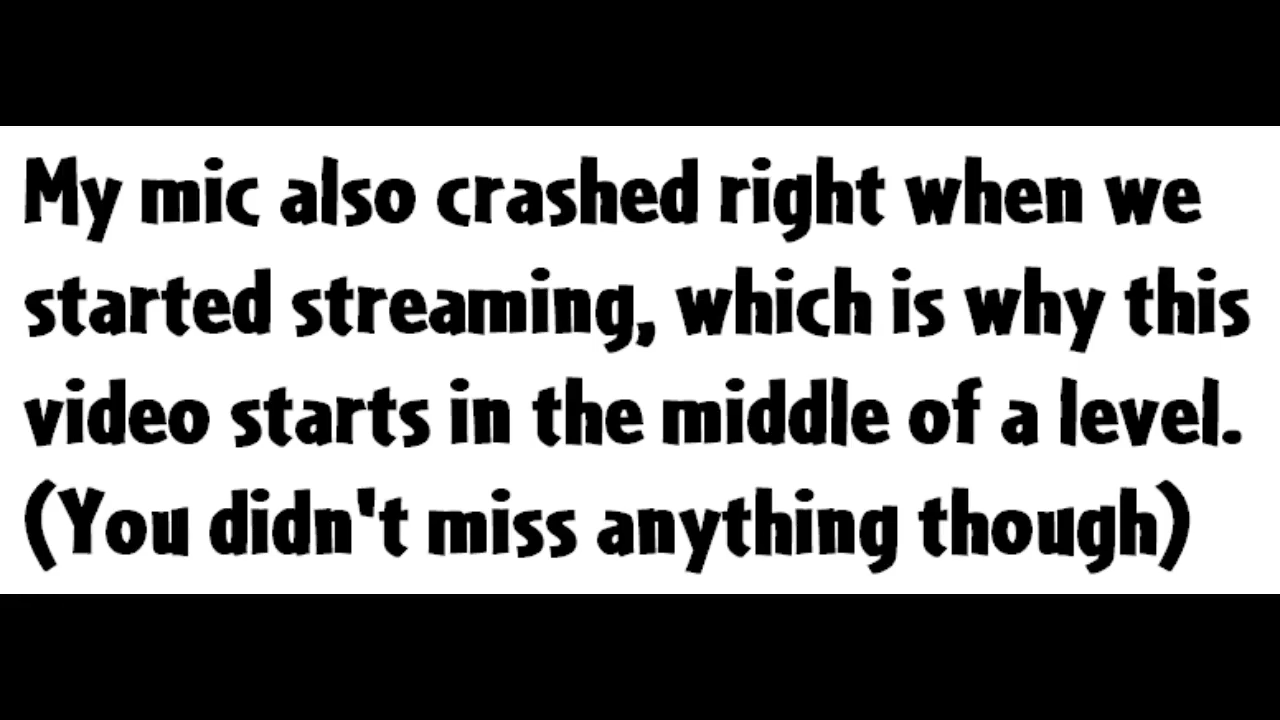 My mic also crashed right when we
started streaming, which is why this
video starts in the middle of a level.
(You didn't miss anything though)